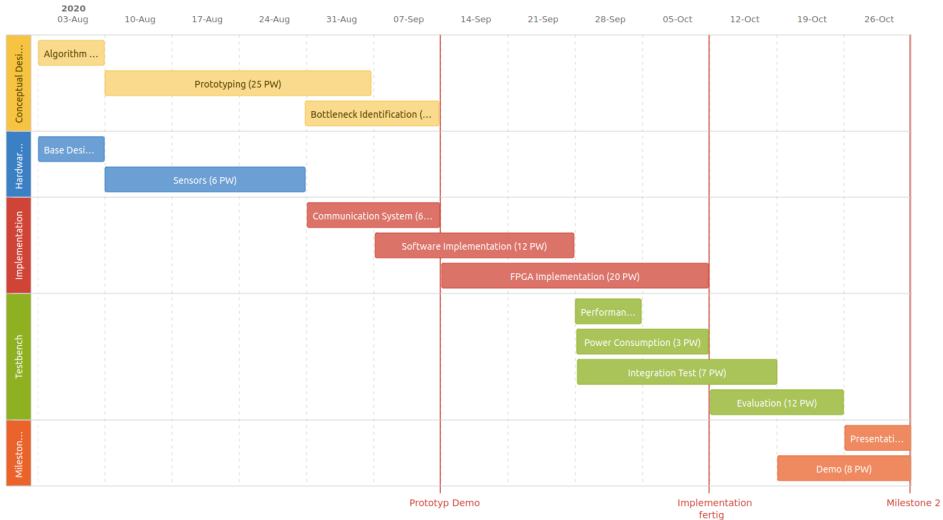 2020
03-Aug 10-Aug 17-Aug 24-Aug 31-Aug 07-Sep 14-Sep 21-Sep 28-Sep 05-Oct 12-Oct 19-Oct 26-Oct
Conceptual Desi...
Algorithm ...
Prototyping (25 PW)
Bottleneck Identification (...
Hardwar...
Base Desi...
Sensors (6 PW)
Implementation
Communication System (6...
Software Implementation (12 PW)
FPGA Implementation (20 PW)
Testbench
Performan...
Power Consumption (3 PW)
Integration Test (7 PW)
Evaluation (12 PW)
Mileston...
Presentati...
Demo (8 PW)
Prototyp Demo
Implementation
fertig
Milestone 2